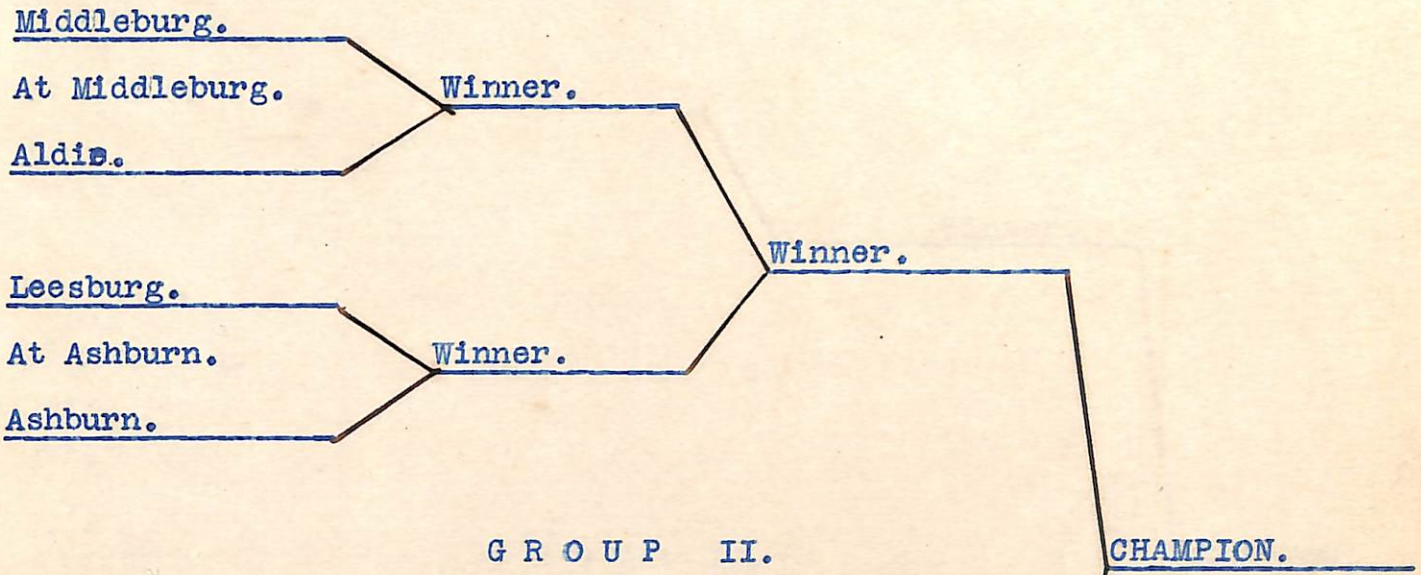 Middleburg.
At Middleburg. Winner.
Aldie.
Winner.
Leesburg.
At Ashburn. Winner.
Ashburn.
GROUP II.
CHAMPION.